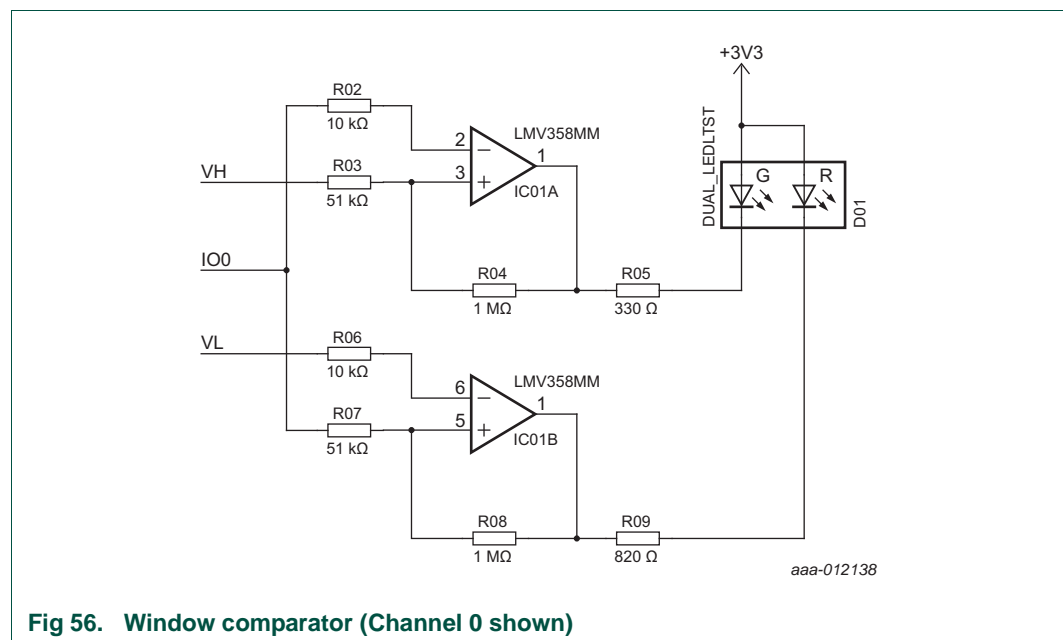 +3V3
R02
10 kΩ
LMV358MM
2
1
VH
R03
3
51 kΩ
IC01A
DUAL_LEDLTST
G
R
D01
IO0
R04
1 MΩ
R05
330 Ω
VL
R06
10 kΩ
LMV358MM
6
1
R07
5
51 kΩ
IC01B
R08
1 MΩ
R09
820 Ω
aaa-012138
Fig 56. Window comparator (Channel 0 shown)